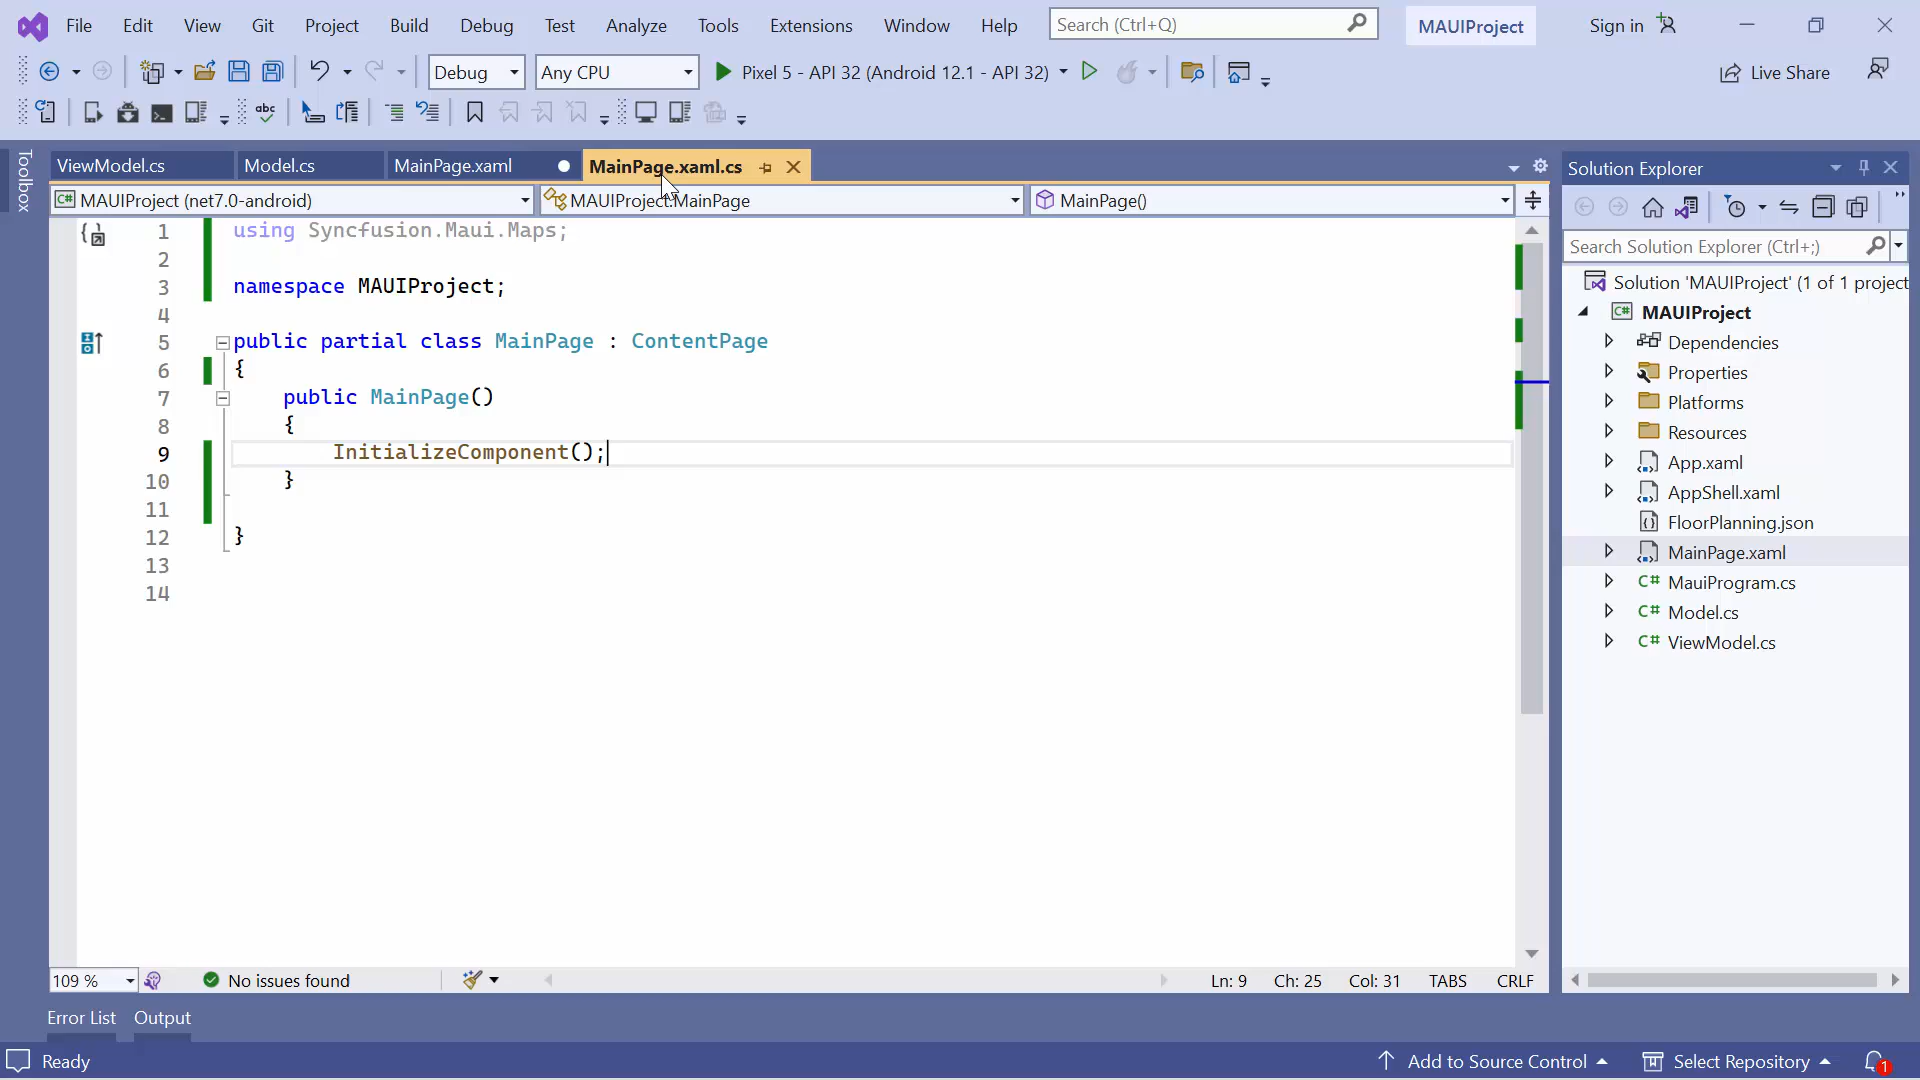 File Edit View Git Project Build Debug Test Analyze Tools Extensions Window Help Search (Ctrl+Q) MAUIProject Sign in
Debug Any CPU Pixel 5 - API 32 (Android 12.1 - API 32) Live Share
abc
Toolbox
ViewModel.cs Model.cs MainPage.xaml MainPage.xaml.cs
MAUIProject (net7.0-android) MAUIProject.MainPage MainPage()
1 using Syncfusion.Maui.Maps;
2
3 namespace MAUIProject;
4
5 public partial class MainPage : ContentPage
6 {
7 public MainPage()
8 {
9 InitializeComponent();
10 }
11
12 }
13
14
109 % No issues found Ln: 9 Ch: 25 Col: 31 TABS CRLF
Solution Explorer
Search Solution Explorer (Ctrl+;)
Solution 'MAUIProject' (1 of 1 project
C# MAUIProject
Dependencies
Properties
Platforms
Resources
App.xaml
AppShell.xaml
FloorPlanning.json
MainPage.xaml
C# MauiProgram.cs
C# Model.cs
C# ViewModel.cs
Error List Output
Ready Add to Source Control Select Repository 1